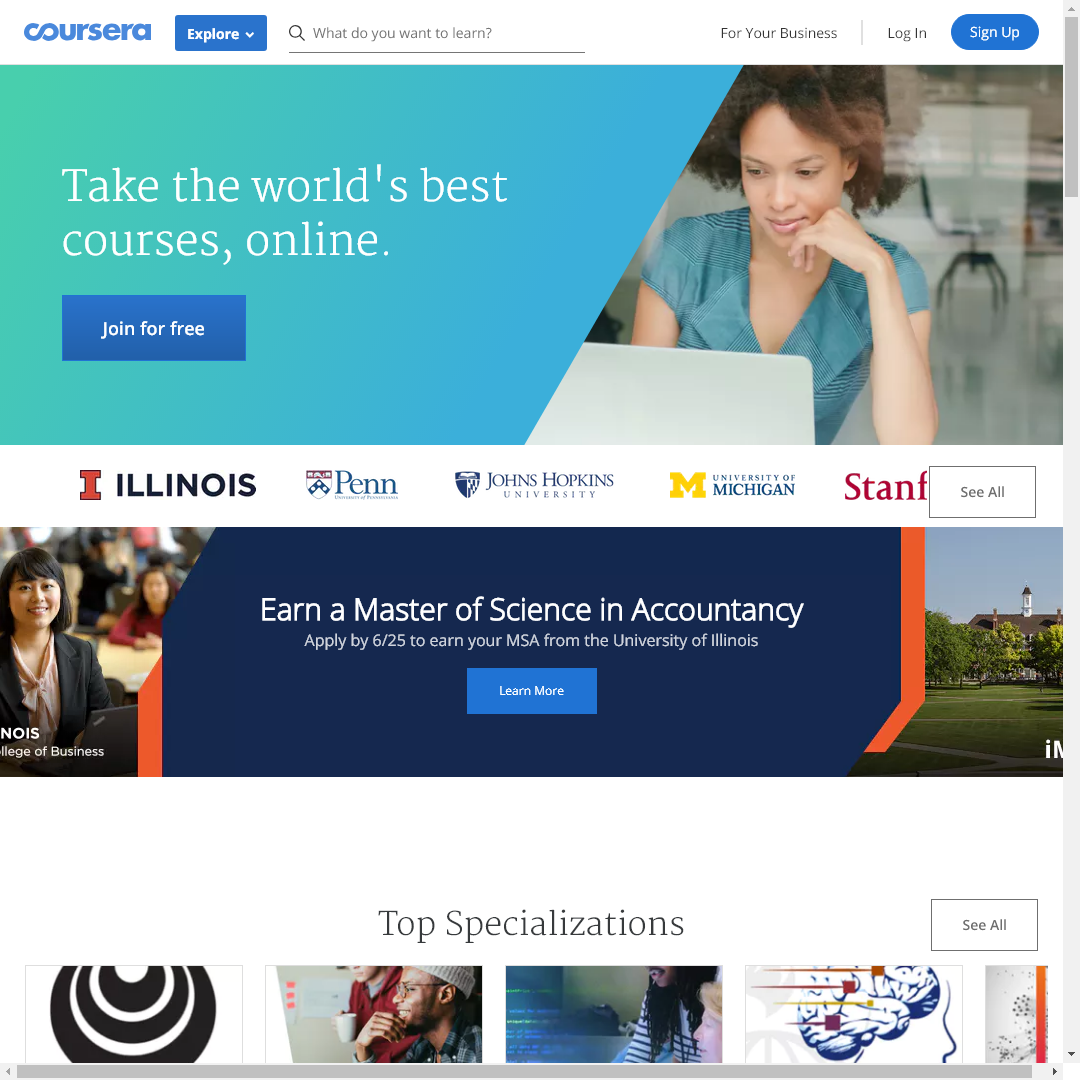 coursera
Explore
What do you want to learn?
For Your Business
Log In
Sign Up
Take the world's best
courses, online.
Join for free
ILLINOIS
Penn
UNIVERSITY OF PENNSYLVANIA
JOHNS HOPKINS
UNIVERSITY
UNIVERSITY OF
MICHIGAN
Stanf
See All
Earn a Master of Science in Accountancy
Apply by 6/25 to earn your MSA from the University of Illinois
Learn More
NOIS
llege of Business
iM
Top Specializations
See All